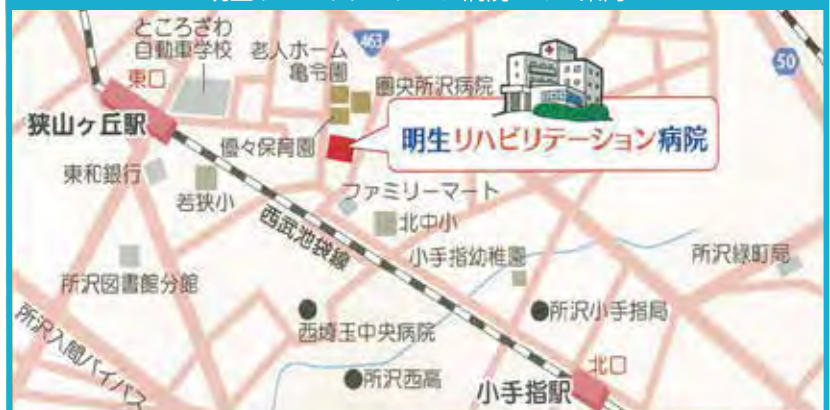 ところざわ
自動車学校
老人ホーム
亀令園
463
圏央所沢病院
50
東口
狭山ヶ丘駅
優々保育園
明生リハビリテーション病院
東和銀行
若狭小
ファミリーマート
北中小
西武池袋線
小手指幼稚園
所沢緑町局
所沢図書館分館
所沢入間バイパス
西埼玉中央病院
所沢小手指局
所沢西高
北口
小手指駅